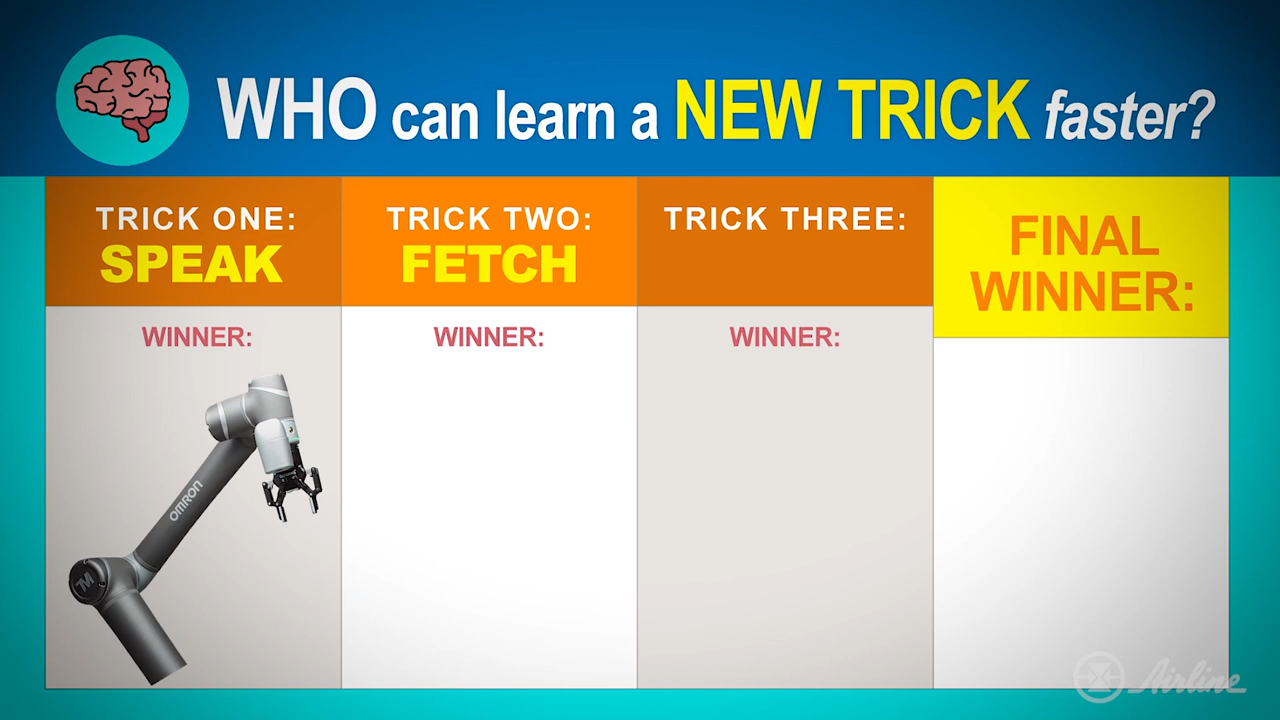 WHO can learn a NEW TRICK faster?
TRICK ONE:
SPEAK
WINNER:
OMRON
TM
TRICK TWO:
FETCH
WINNER:
TRICK THREE:
WINNER:
FINAL
WINNER:
Airline